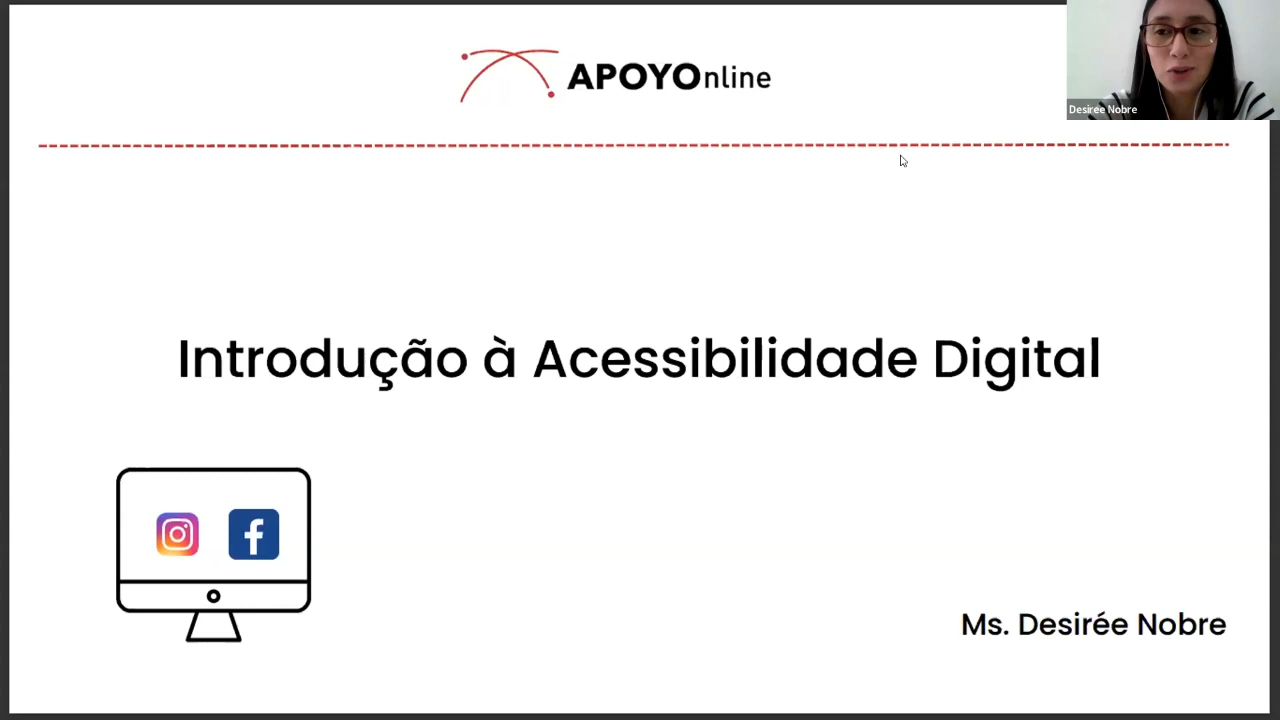 APOYOnline
Desiree Nobre
Introdução à Acessibilidade Digital
Ms. Desirée Nobre